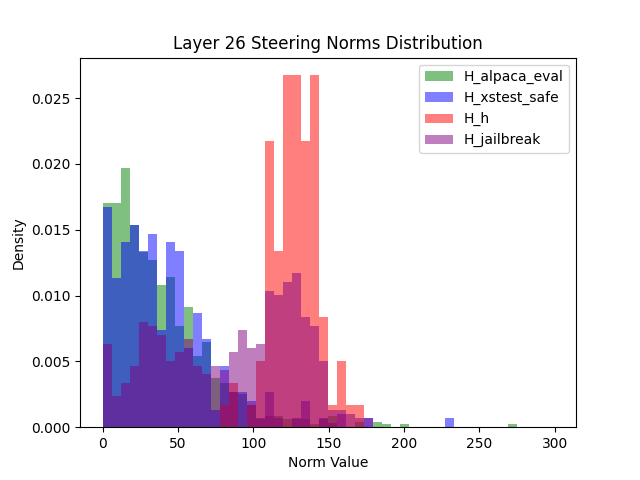 Layer 26 Steering Norms Distribution
H_alpaca_eval
H_xstest_safe
H_h
H_jailbreak
Density
0.025
0.020
0.015
0.010
0.005
0.000
0 50 100 150 200 250 300
Norm Value